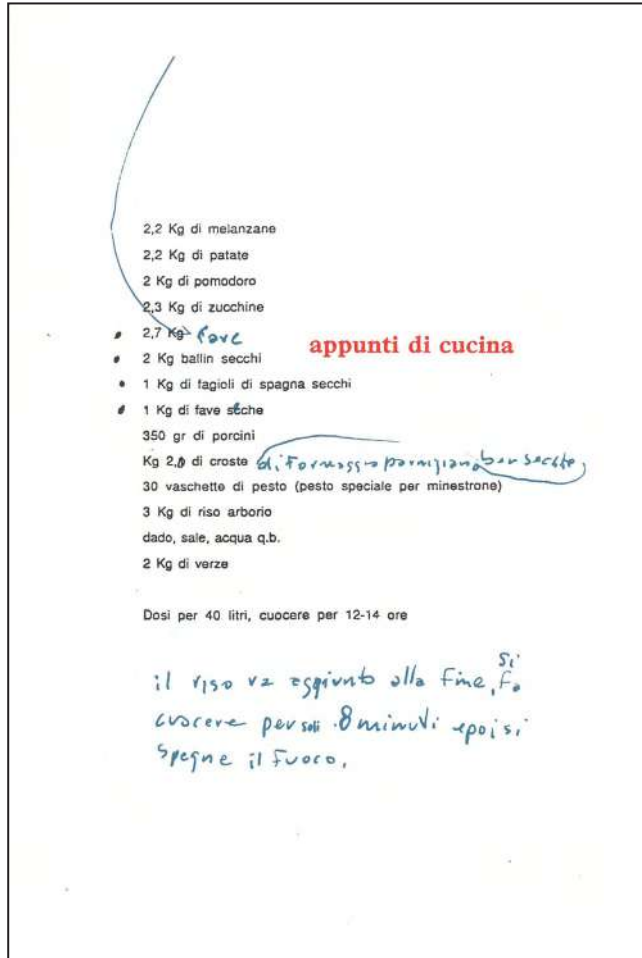 2,2 Kg di melanzane
2,2 Kg di patate
2 Kg di pomodoro
2,3 Kg di zucchine
2,7 Kg fave
appunti di cucina
2 Kg ballin secchi
1 Kg di fagioli di spagna secchi
1 Kg di fave secche
350 gr di porcini
Kg 2,0 di croste di formaggio parmigiano ben secche,
30 vaschette di pesto (pesto speciale per minestrone)
3 Kg di riso arborio
dado, sale, acqua q.b.
2 Kg di verze
Dosi per 40 litri, cuocere per 12-14 ore
il riso va aggiunto alla fine, si fa
cuocere per soli 8 minuti e poi si
spegne il fuoco.